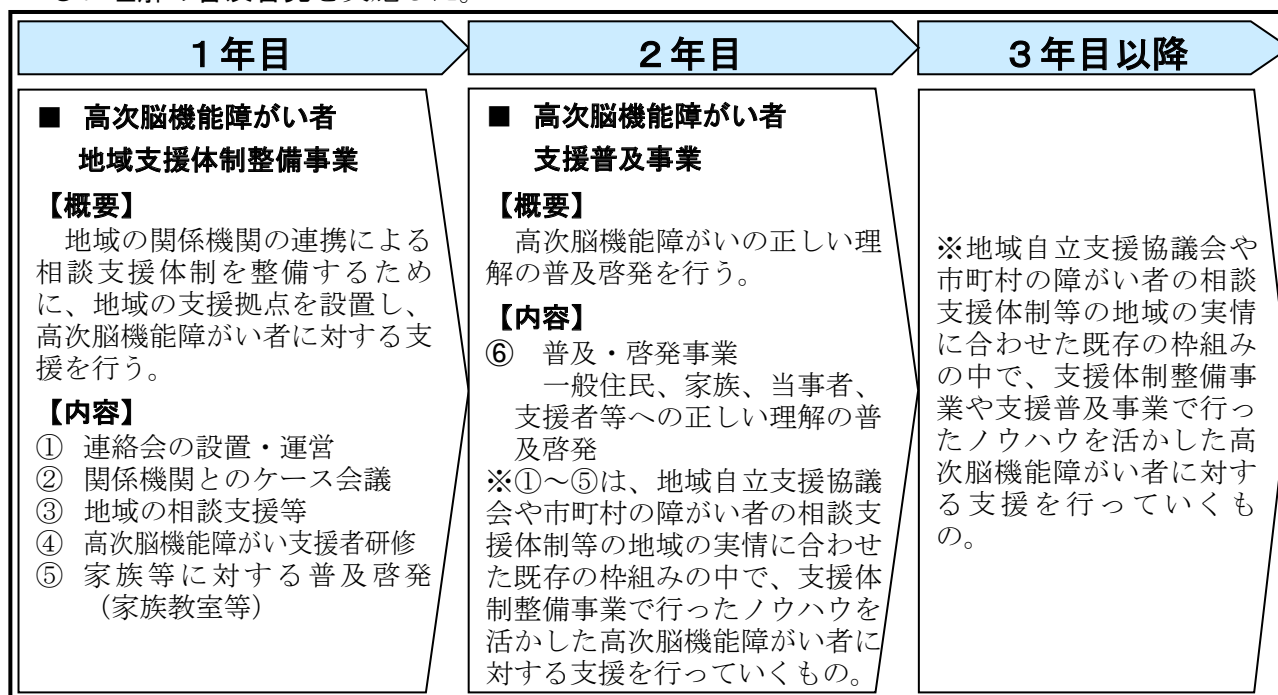 １年目
２年目
３年目以降
■ 高次脳機能障がい者
地域支援体制整備事業
【概要】
地域の関係機関の連携による
相談支援体制を整備するため
に、地域の支援拠点を設置し、
高次脳機能障がい者に対する支
援を行う。
【内容】
① 連絡会の設置・運営
② 関係機関とのケース会議
③ 地域の相談支援等
④ 高次脳機能障がい支援者研修
⑤ 家族等に対する普及啓発
（家族教室等）
■ 高次脳機能障がい者
支援普及事業
【概要】
高次脳機能障がいの正しい理
解の普及啓発を行う。
【内容】
⑥ 普及・啓発事業
一般住民、家族、当事者、
支援者等への正しい理解の普
及啓発
※①～⑤は、地域自立支援協議
会や市町村の障がい者の相談支
援体制等の地域の実情に合わせ
た既存の枠組みの中で、支援体
制整備事業で行ったノウハウを
活かした高次脳機能障がい者に
対する支援を行っていくもの。
※地域自立支援協議会や
市町村の障がい者の相談
支援体制等の地域の実情
に合わせた既存の枠組み
の中で、支援体制整備事
業や支援普及事業で行っ
たノウハウを活かした高
次脳機能障がい者に対す
る支援を行っていくも
の。